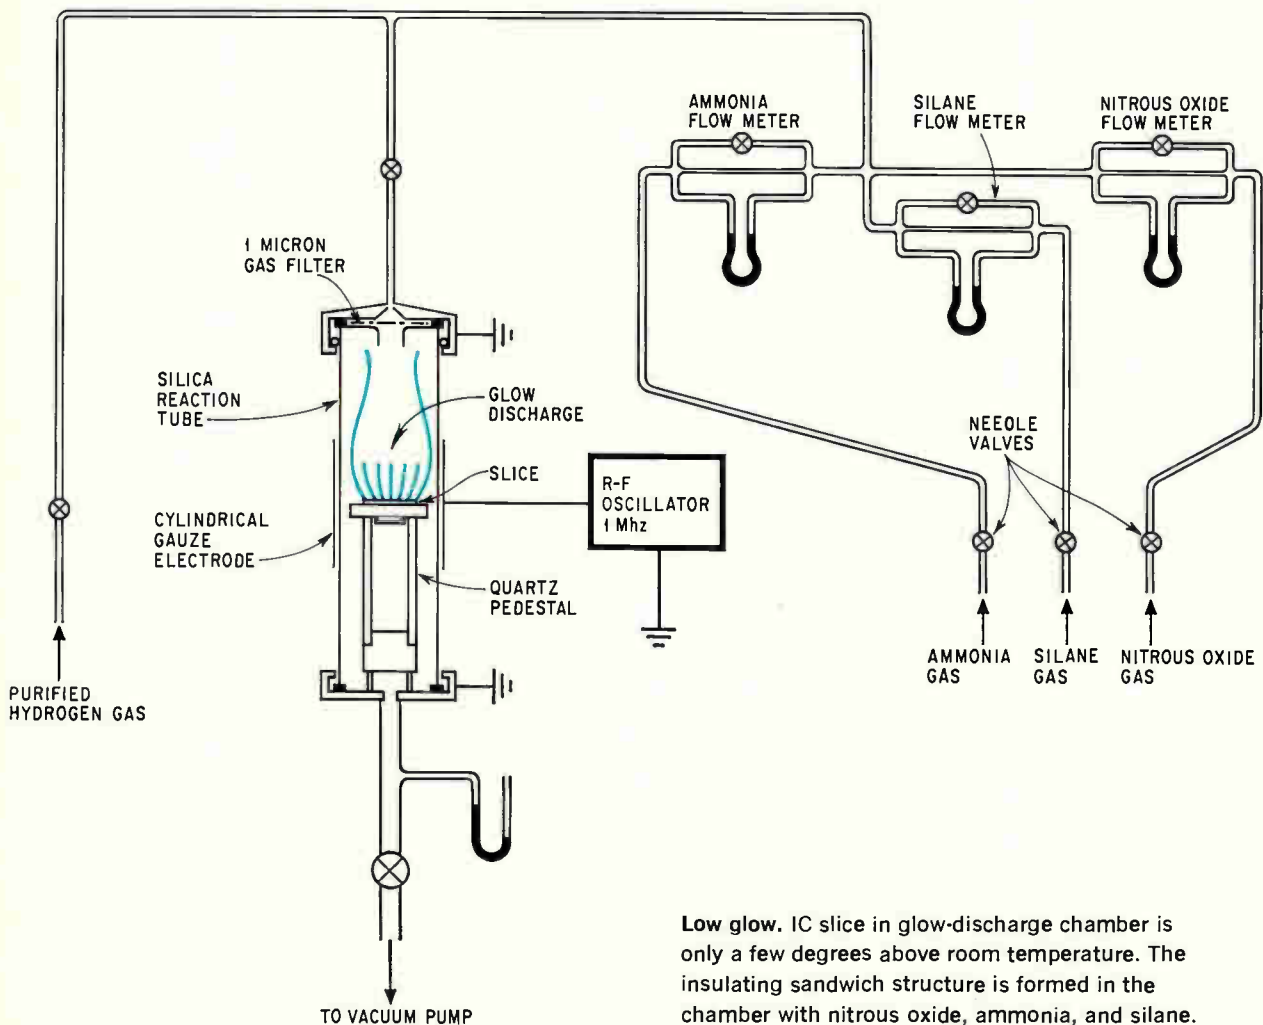 AMMONIA
FLOW METER
SILANE
FLOW METER
NITROUS OXIDE
FLOW METER
1 MICRON
GAS FILTER
SILICA
REACTION
TUBE
GLOW
DISCHARGE
NEEDLE
VALVES
SLICE
R-F
OSCILLATOR
1 Mhz
CYLINDRICAL
GAUZE
ELECTRODE
QUARTZ
PEDESTAL
AMMONIA
GAS
SILANE
GAS
NITROUS OXIDE
GAS
PURIFIED
HYDROGEN GAS
TO VACUUM PUMP
Low glow. IC slice in glow-discharge chamber is
only a few degrees above room temperature. The
insulating sandwich structure is formed in the
chamber with nitrous oxide, ammonia, and silane.